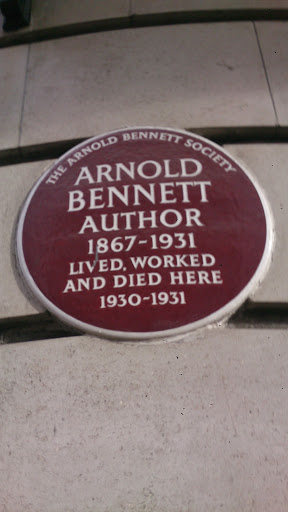 THE ARNOLD BENNETT SOCIETY
ARNOLD
BENNETT
AUTHOR
1867-1931
LIVED, WORKED
AND DIED HERE
1930-1931